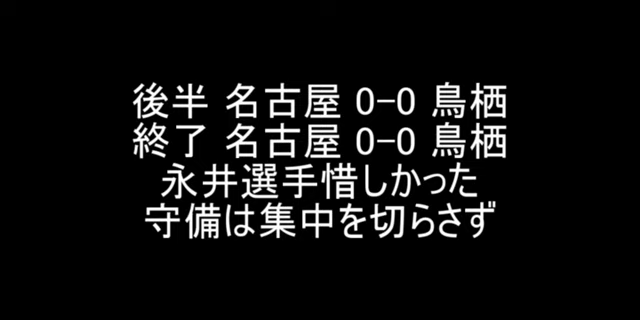 後半 名古屋 0-0 鳥栖
終了 名古屋 0-0 鳥栖
永井選手惜しかった
守備は集中を切らさず